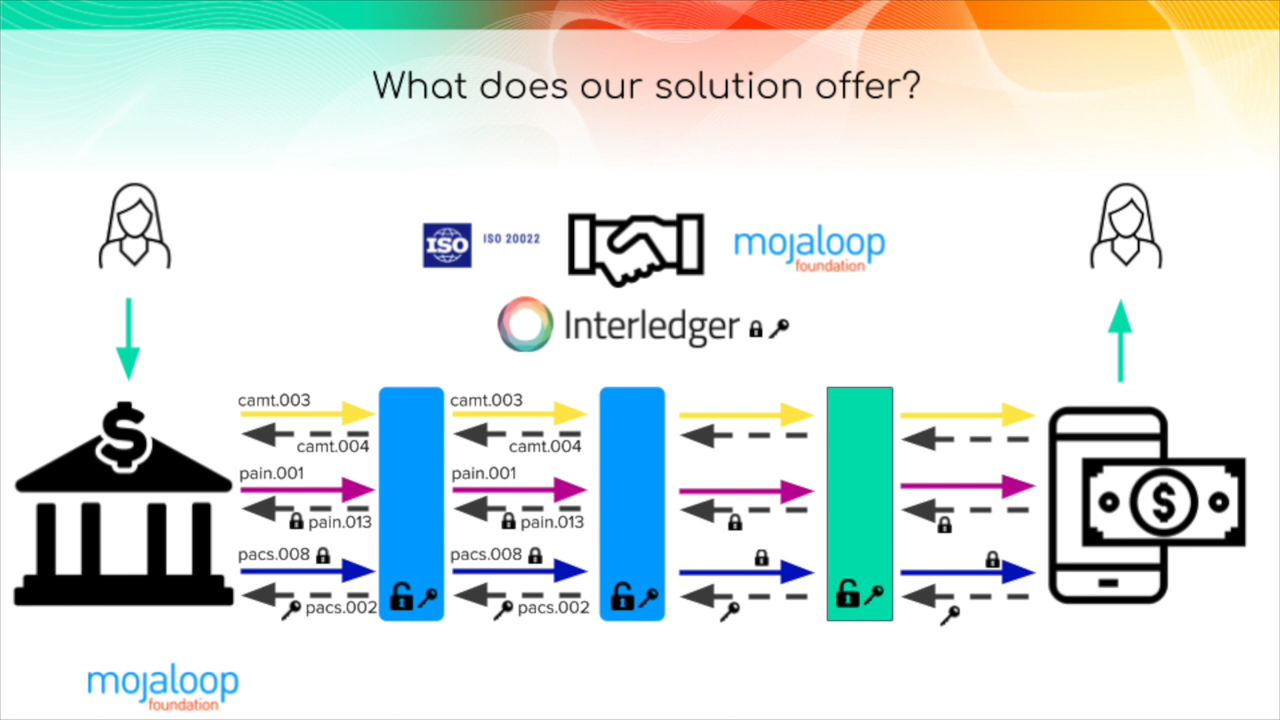 What does our solution offer?
ISO
ISO 20022
mojaloop
foundation
Interledger
camt.003
camt.003
camt.004
camt.004
pain.001
pain.001
pain.013
pain.013
pacs.008
pacs.008
pacs.002
pacs.002
$
$
mojaloop
foundation